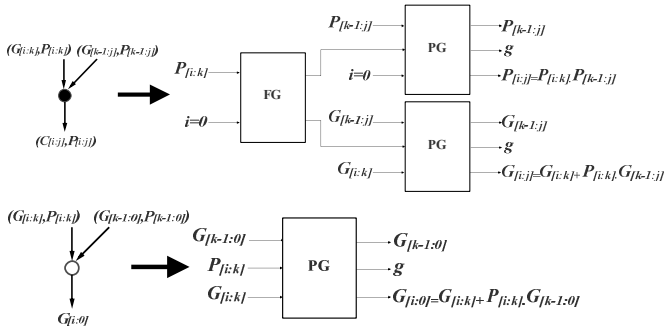 (G[i:k],P[i:k]) (G[k-1:j],P[k-1:j])
(C[i:j],P[i:j])
P[i:k]
i=0
FG
P[k-1:j]
i=0
PG
P[k-1:j]
g
P[i:j]=P[i:k].P[k-1:j]
G[k-1:j]
G[i:k]
PG
G[k-1:j]
g
G[i:j]=G[i:k]+P[i:k].G[k-1:j]
(G[i:k],P[i:k]) (G[k-1:0],P[k-1:0])
G[i:0]
G[k-1:0]
P[i:k]
G[i:k]
PG
G[k-1:0]
g
G[i:0]=G[i:k]+P[i:k].G[k-1:0]